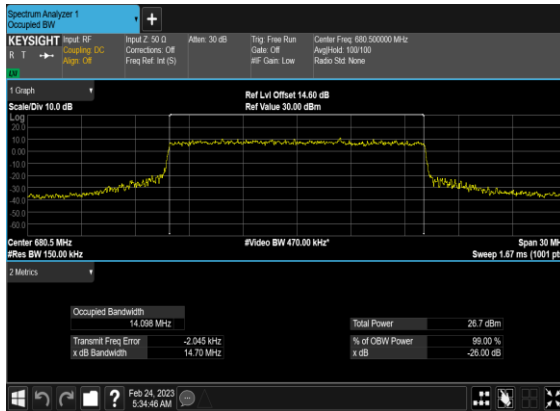 Spectrum Analyzer 1
Occupied BW
+
KEYSIGHT Input: RF Input Z: 50 Ω Atten: 30 dB Trig: Free Run Center Freq: 680.500000 MHz
R T Coupling: DC Corrections: Off Gate: Off Avg|Hold: 100/100
Align: Off Freq Ref: Int (S) #IF Gain: Low Radio Std: None
1 Graph
Scale/Div 10.0 dB Ref Lvl Offset 14.60 dB
Ref Value 30.00 dBm
Log
20.0
10.0
0.00
-10.0
-20.0
-30.0
-40.0
-50.0
-60.0
Center 680.5 MHz #Video BW 470.00 kHz* Span 30 MH
#Res BW 150.00 kHz Sweep 1.67 ms (1001 pt
2 Metrics
Occupied Bandwidth
14.098 MHz Total Power 26.7 dBm
Transmit Freq Error -2.045 kHz % of OBW Power 99.00 %
x dB Bandwidth 14.70 MHz x dB -26.00 dB
? Feb 24, 2023
5:34:46 AM